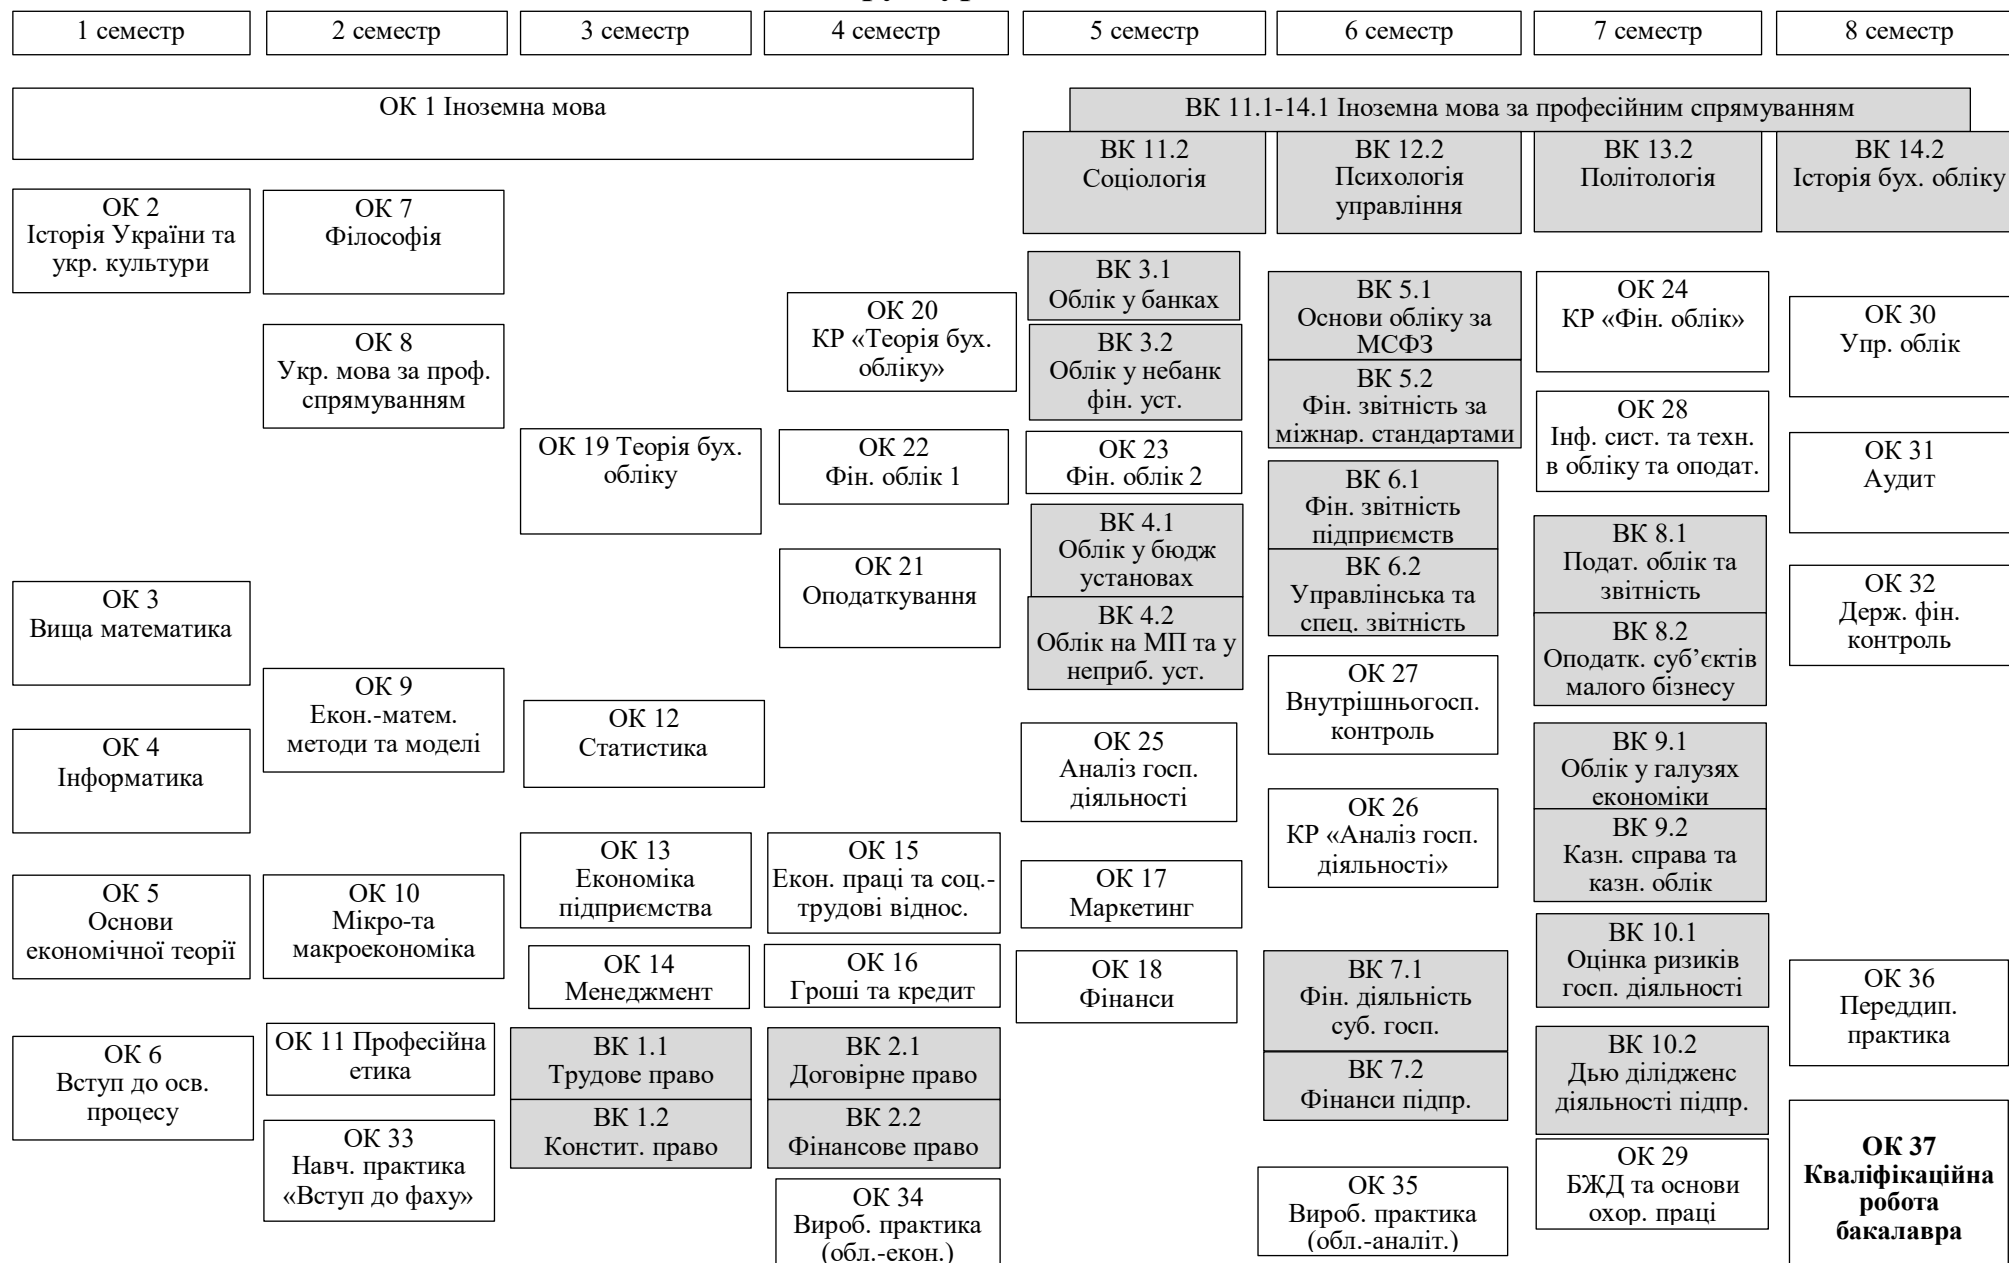 1 семестр
2 семестр
3 семестр
4 семестр
5 семестр
6 семестр
7 семестр
8 семестр
ОК 1 Іноземна мова
ВК 11.1-14.1 Іноземна мова за професійним спрямуванням
ВК 11.2
Соціологія
ВК 12.2
Психологія
управління
ВК 13.2
Політологія
ВК 14.2
Історія бух. обліку
ОК 2
Історія України та
укр. культури
ОК 7
Філософія
ВК 3.1
Облік у банках
ВК 5.1
Основи обліку за
МСФЗ
ОК 24
КР «Фін. облік»
ОК 20
КР «Теорія бух.
обліку»
ОК 30
Упр. облік
ОК 8
Укр. мова за проф.
спрямуванням
ВК 3.2
Облік у небанк
фін. уст.
ВК 5.2
Фін. звітність за
міжнар. стандартами
ОК 28
Інф. сист. та техн.
в обліку та оподат.
ОК 19 Теорія бух.
обліку
ОК 22
Фін. облік 1
ОК 23
Фін. облік 2
ОК 31
Аудит
ВК 6.1
Фін. звітність
підприємств
ВК 4.1
Облік у бюдж
установах
ВК 8.1
Подат. облік та
звітність
ОК 21
Оподаткування
ВК 6.2
Управлінська та
спец. звітність
ОК 32
Держ. фін.
контроль
ОК 3
Вища математика
ВК 4.2
Облік на МП та у
неприб. уст.
ВК 8.2
Оподатк. суб’єктів
малого бізнесу
ОК 27
Внутрішньогосп.
контроль
ОК 9
Екон.-матем.
методи та моделі
ОК 12
Статистика
ОК 4
Інформатика
ОК 25
Аналіз госп.
діяльності
ВК 9.1
Облік у галузях
економіки
ОК 26
КР «Аналіз госп.
діяльності»
ВК 9.2
Казн. справа та
казн. облік
ОК 13
Економіка
підприємства
ОК 15
Екон. праці та соц.-
трудові віднос.
ОК 17
Маркетинг
ОК 5
Основи
економічної теорії
ОК 10
Мікро-та
макроекономіка
ВК 10.1
Оцінка ризиків
госп. діяльності
ОК 14
Менеджмент
ОК 16
Гроші та кредит
ОК 18
Фінанси
ВК 7.1
Фін. діяльність
суб. госп.
ОК 36
Переддип.
практика
ОК 6
Вступ до осв.
процесу
ОК 11 Професійна
етика
ВК 1.1
Трудове право
ВК 2.1
Договірне право
ВК 7.2
Фінанси підпр.
ВК 10.2
Дью ділідженс
діяльності підпр.
ВК 1.2
Констит. право
ВК 2.2
Фінансове право
ОК 33
Навч. практика
«Вступ до фаху»
ОК 34
Вироб. практика
(обл.-екон.)
ОК 35
Вироб. практика
(обл.-аналіт.)
ОК 29
БЖД та основи
охор. праці
ОК 37
Кваліфікаційна
робота
бакалавра